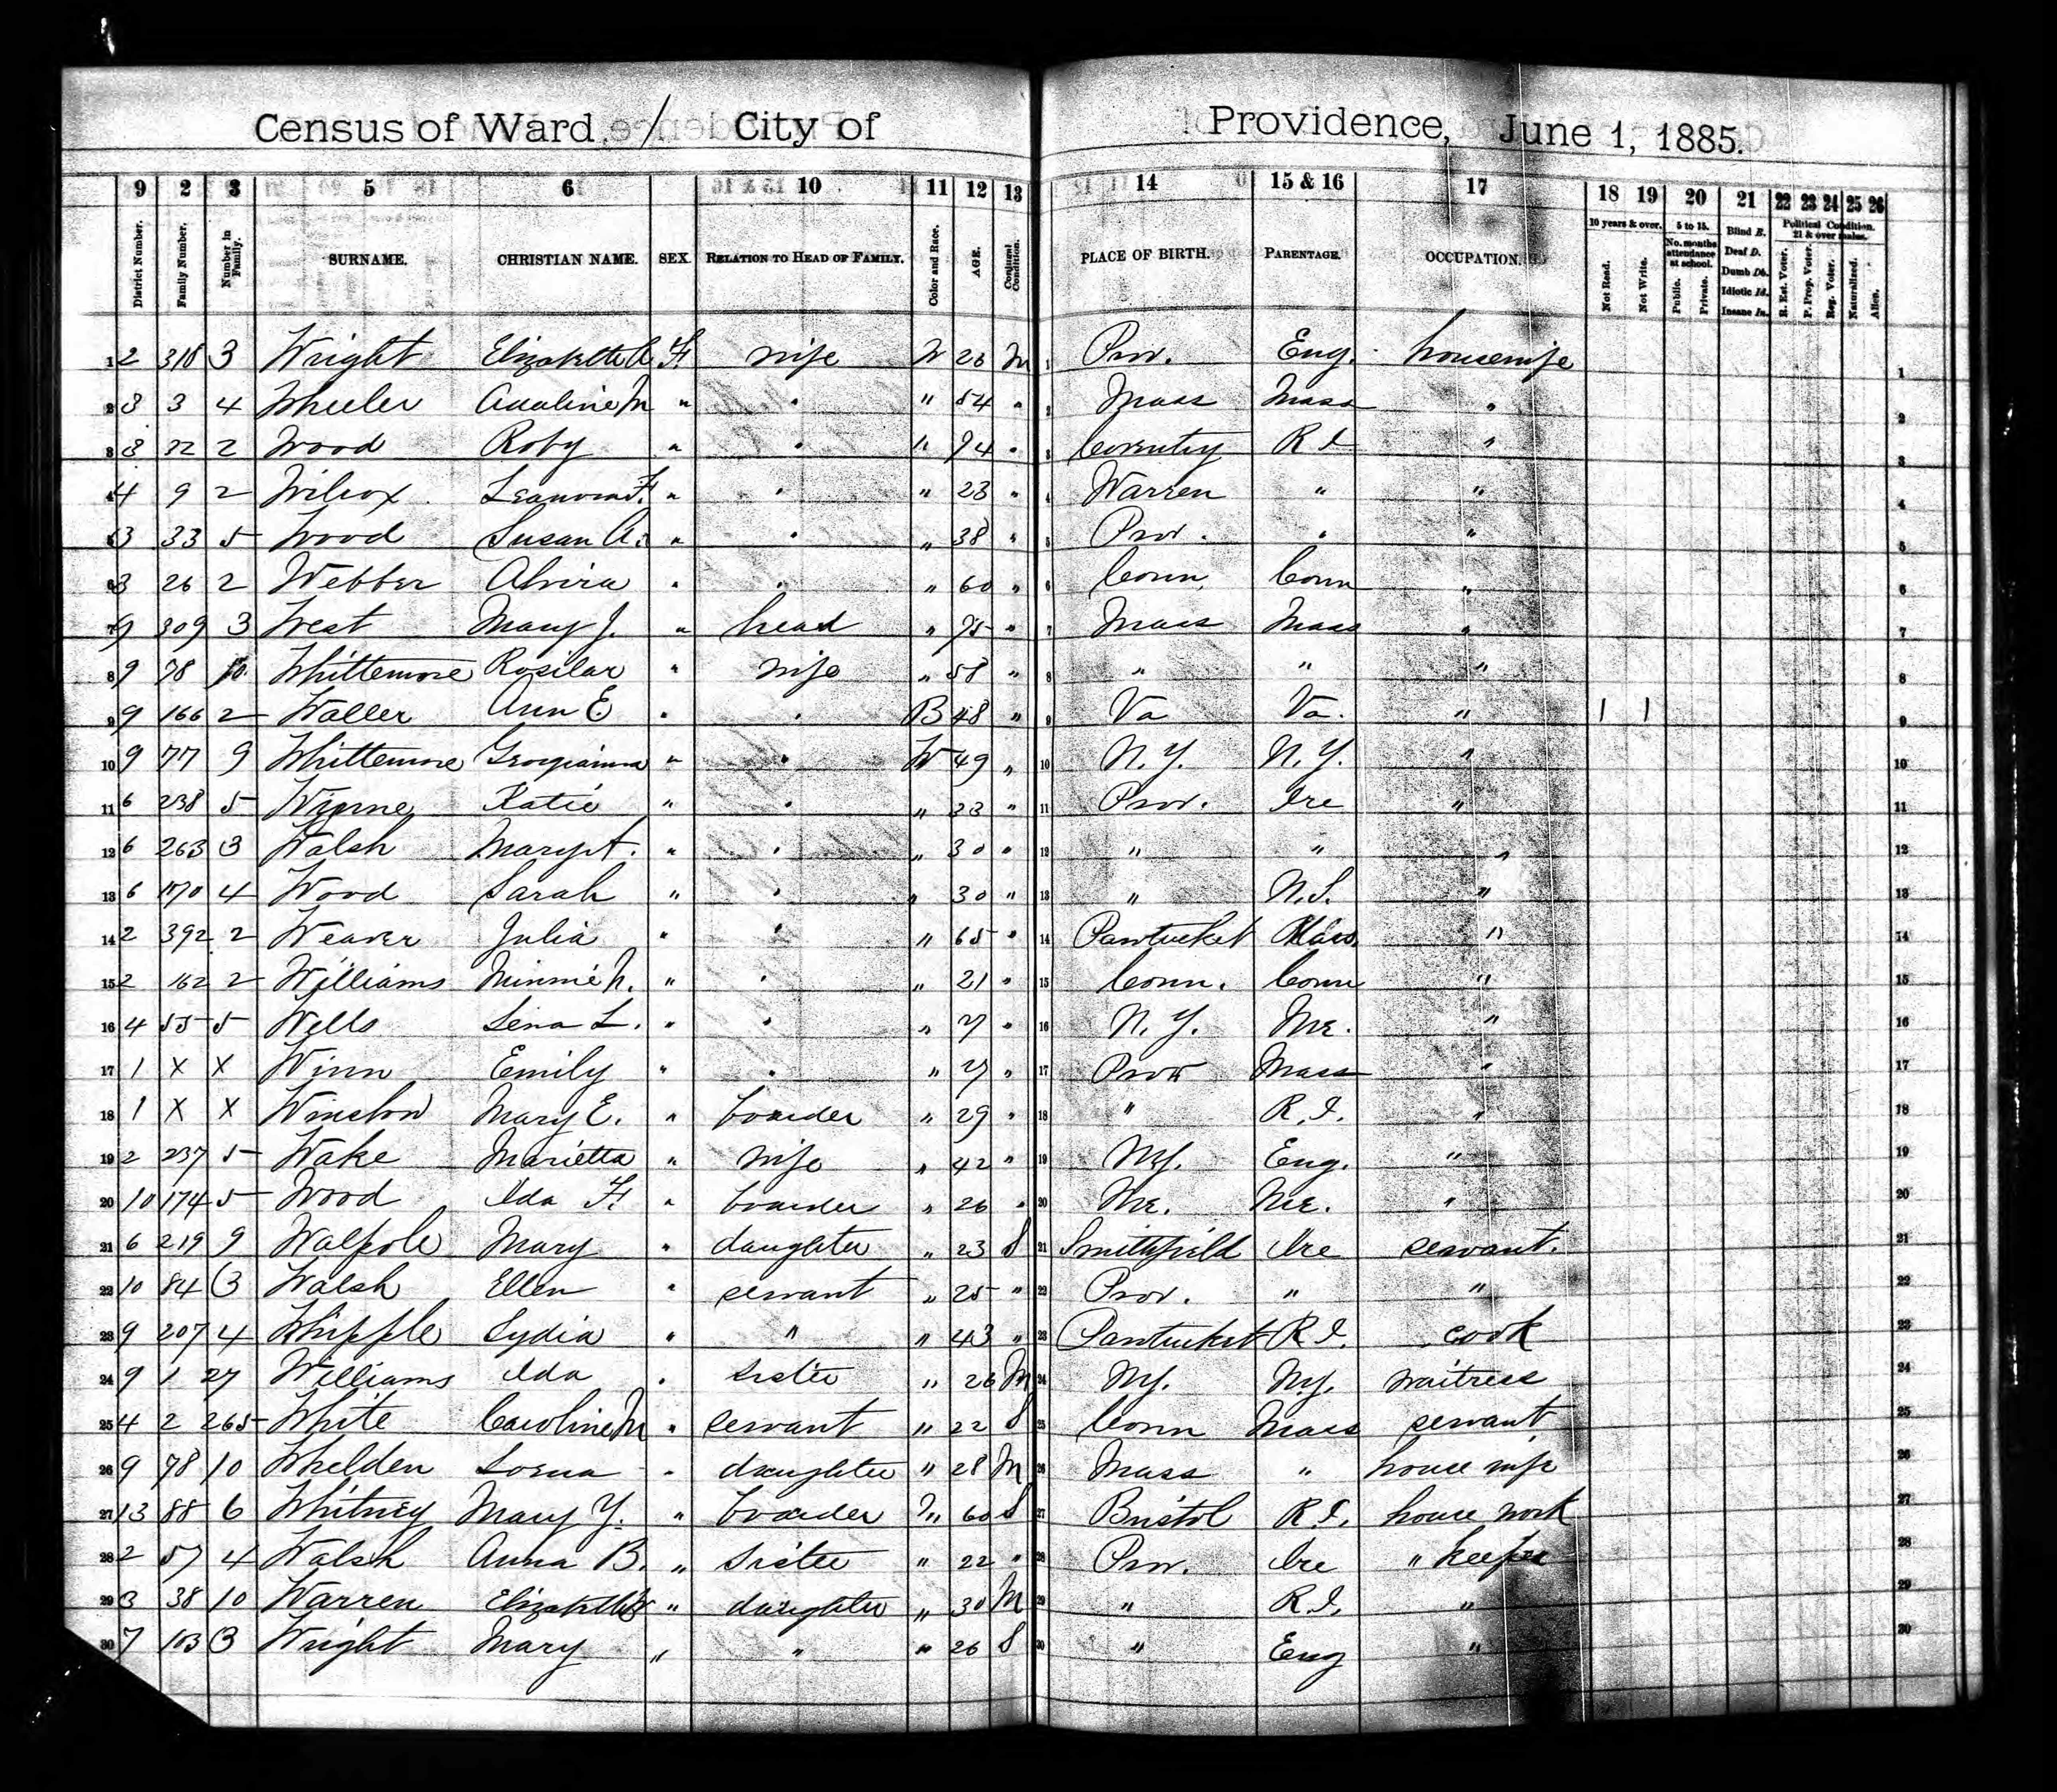 Census of Ward 1 City of Providence, June 1, 1885.
9 2 3 5 6 10 11 12 13 14 15 & 16 17 18 19 20 21 22 23 24 25 26
District Number. Family Number. Number in Family. SURNAME. CHRISTIAN NAME. SEX. RELATION TO HEAD OF FAMILY. Color and Race. AGE. Conjugal Condition. PLACE OF BIRTH. PARENTAGE. OCCUPATION. 10 years & over. Not Read. Not Write. 5 to 15. No. months attendance at school. Public. Private. Blind B. Deaf D. Dumb Db. Idiotic Id. Insane In. Political Condition. 21 & over males. R. Est. Voter. P. Prop. Voter. Reg. Voter. Naturalized. Alien.
1 2 318 3 Wright Elizabeth A F wife W 26 M 1 Prov. Eng. housewife 1
2 3 3 4 Wheeler Adaline M " " " 54 " 2 Mass Mass " 2
3 3 22 2 Wood Roby " " " 74 " 3 Coventry R I " 3
4 4 9 2 Wilcox F. " " " 23 " 4 Warren " " 4
5 3 33 5 Wood Susan A. " " " 38 " 5 Prov. " " 5
6 3 26 2 Webber Alvira " " " 60 " 6 Conn. Conn " 6
7 9 309 3 West Mary J. " head " 75 " 7 Mass Mass " 7
8 9 78 10 Whittemore Rosilar " wife " 58 " 8 " " " 8
9 9 166 2 Waller Ann E " " B 48 " 9 Va Va. " 1 1 9
10 9 77 9 Whittemore Georgianna " " W 49 " 10 N.Y. N.Y. " 10
11 6 238 5 Winne Katie " " " 23 " 11 Prov. Ire " 11
12 6 263 3 Walsh Mary A. " " " 30 " 12 " " " 12
13 6 170 4 Wood Sarah " " " 30 " 13 " N.S. " 13
14 2 392 2 Weaver Julia " " " 65 " 14 Pawtucket Mass. " 14
15 2 162 2 Williams Minnie N. " " " 21 " 15 Conn. Conn " 15
16 4 55 5 Wells Lena L. " " " 27 " 16 N.Y. Me. " 16
17 1 X X Winn Emily " " " 27 " 17 Prov Mass " 17
18 1 X X Winslow Mary E. " boarder " 29 " 18 " R.I. " 18
19 2 237 5 Wake Marietta " wife " 42 " 19 NY. Eng. " 19
20 10 174 5 Wood Ida F. " boarder " 26 " 20 Me. Me. " 20
21 6 219 9 Walpole Mary " daughter " 23 S 21 Smithfield Ire servant. 21
22 10 84 3 Walsh Ellen " servant " 25 " 22 Prov. " " 22
23 9 207 4 Whipple Lydia " " " 43 " 23 Pawtucket R I. cook 23
24 9 1 27 Williams Ida " sister " 26 M 24 NY. NY. waitress 24
25 4 2 265 White Caroline M " servant " 22 S 25 Conn Mass servant 25
26 9 78 10 Whelden Lorna " daughter " 28 M 26 Mass " house wife 26
27 13 88 6 Whitney Mary Y. " boarder " 60 S 27 Bristol R.I. house work 27
28 2 57 4 Walsh Anna B. " sister " 22 " 28 Prov. Ire " keeper 28
29 3 38 10 Warren Elizabeth " daughter " 30 M 29 " R.I. " 29
30 7 103 3 Wright Mary " " " 26 S 30 " Eng " 30